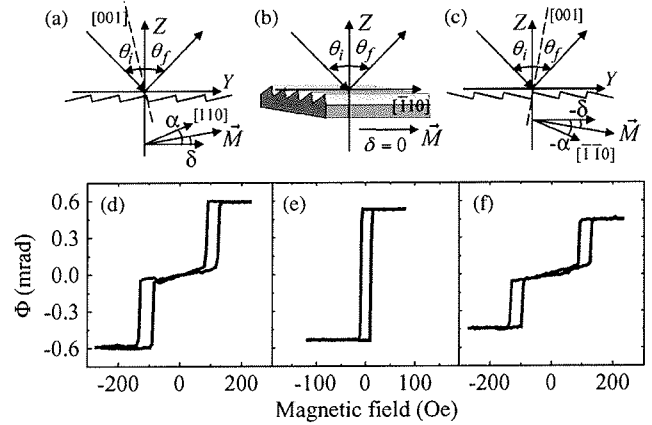 (a) [001] Z θi θf Y [110] α M⃗ δ
(b) Z θi θf [1̄10] δ = 0 M⃗
(c) [001] Z θi θf Y -δ -α M⃗ [1̄1̄0]
(d) (e) (f)
0.6
0.3
0.0
-0.3
-0.6
Φ (mrad)
-200 0 200 -100 0 100 -200 0 200
Magnetic field (Oe)